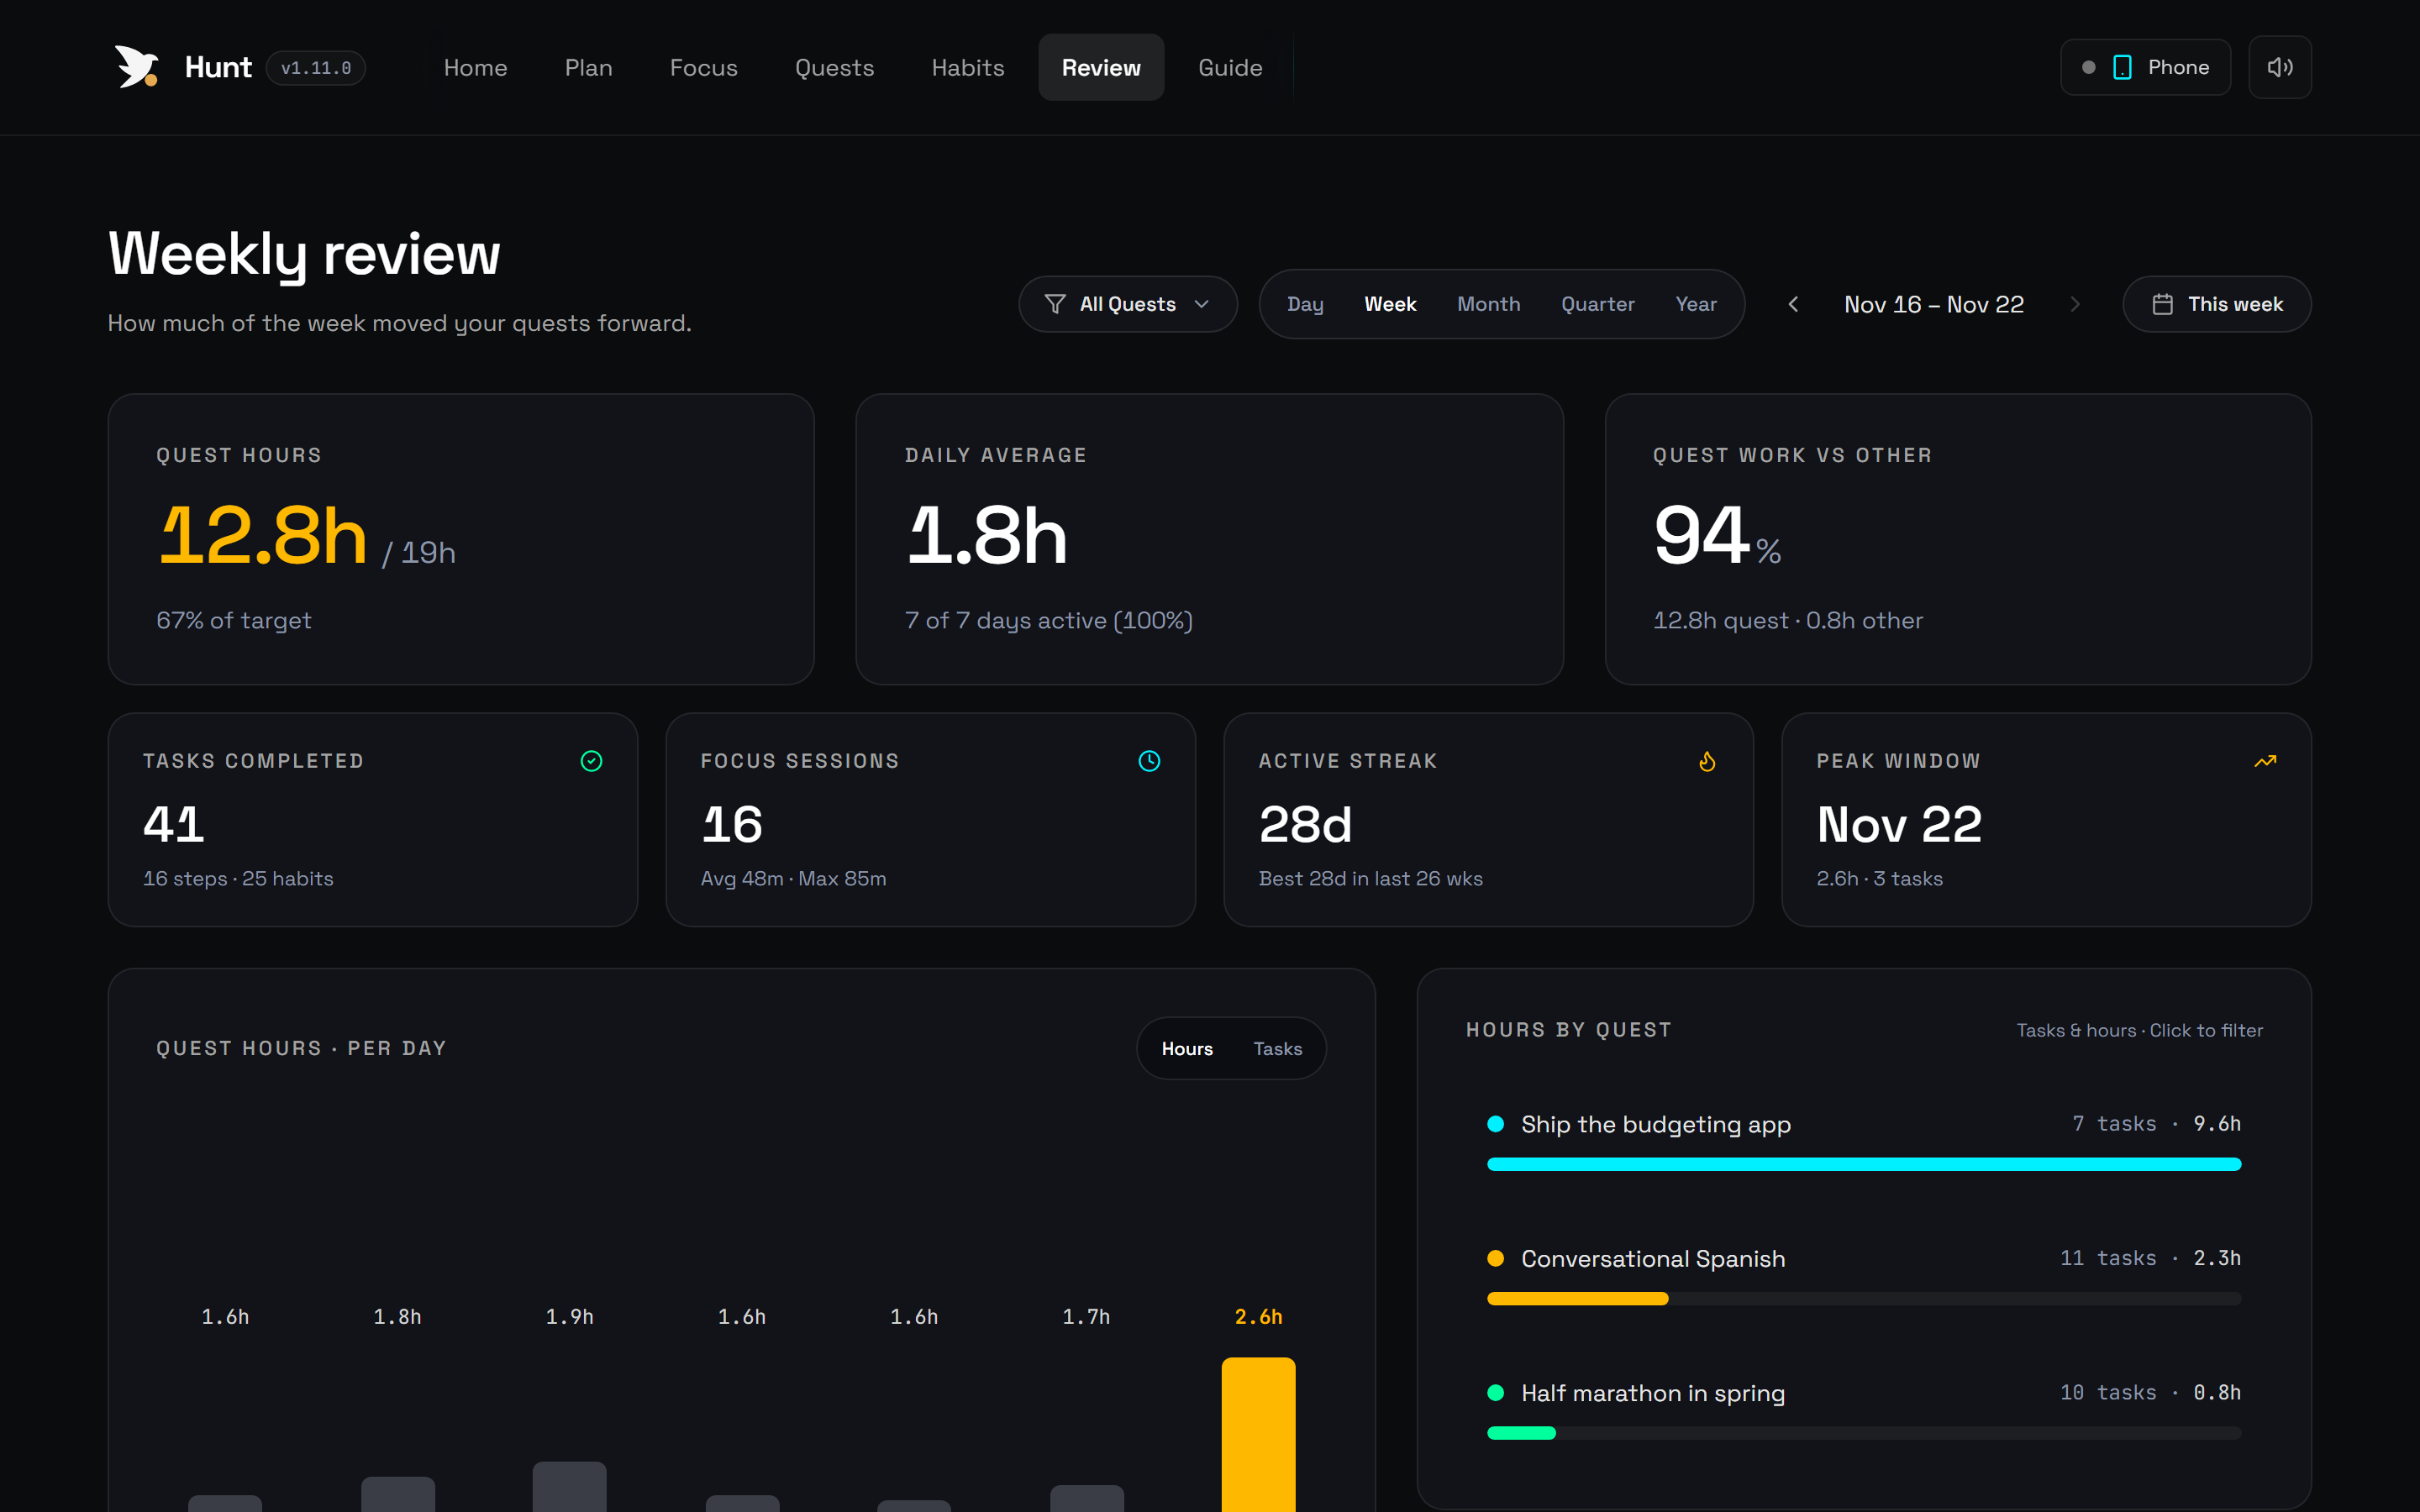 Hunt v1.11.0 Home Plan Focus Quests Habits Review Guide Phone
Weekly review
How much of the week moved your quests forward.
All Quests Day Week Month Quarter Year Nov 16 – Nov 22 This week
QUEST HOURS
12.8h / 19h
67% of target
DAILY AVERAGE
1.8h
7 of 7 days active (100%)
QUEST WORK VS OTHER
94%
12.8h quest · 0.8h other
TASKS COMPLETED
41
16 steps · 25 habits
FOCUS SESSIONS
16
Avg 48m · Max 85m
ACTIVE STREAK
28d
Best 28d in last 26 wks
PEAK WINDOW
Nov 22
2.6h · 3 tasks
QUEST HOURS · PER DAY
Hours Tasks
1.6h 1.8h 1.9h 1.6h 1.6h 1.7h 2.6h
HOURS BY QUEST
Tasks & hours · Click to filter
Ship the budgeting app 7 tasks · 9.6h
Conversational Spanish 11 tasks · 2.3h
Half marathon in spring 10 tasks · 0.8h